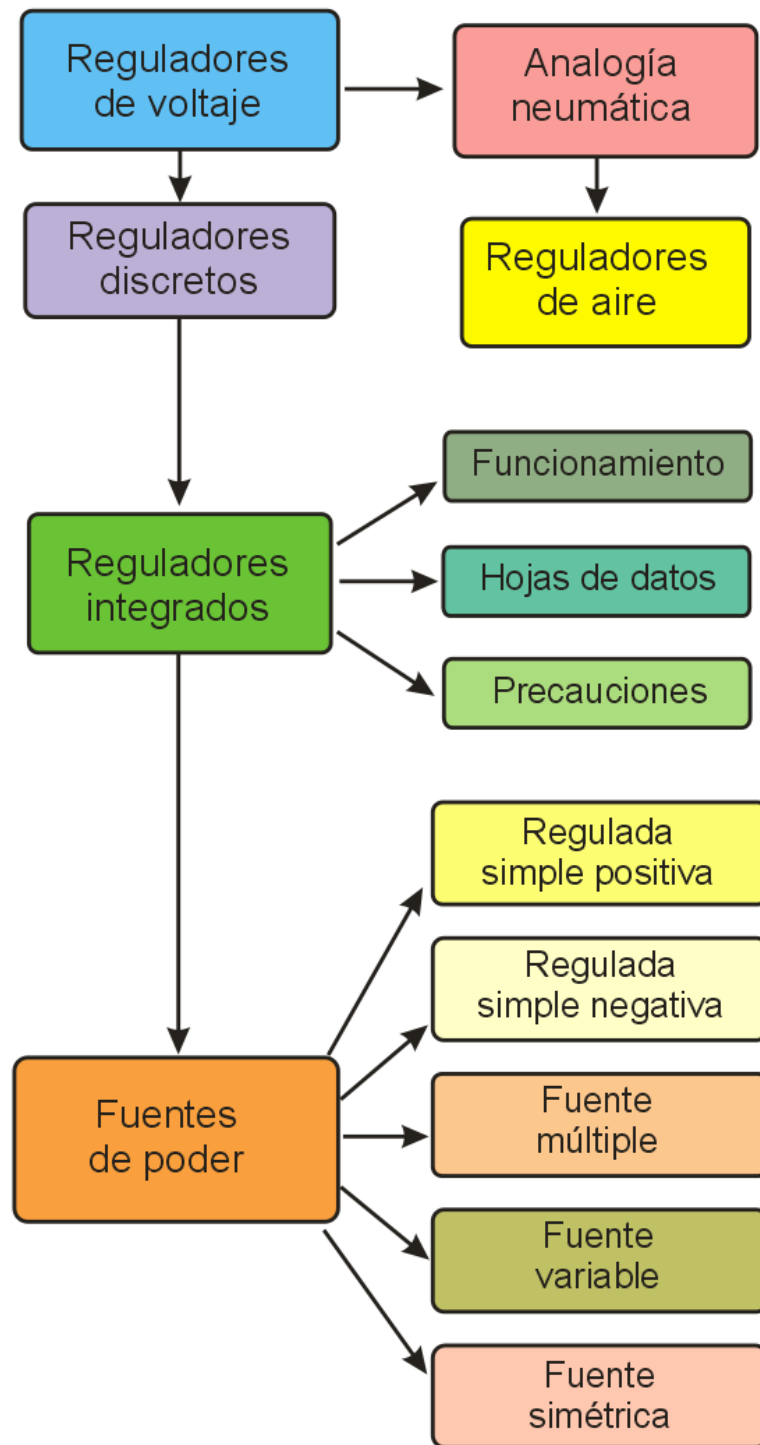 Reguladores
de voltaje
Analogía
neumática
Reguladores
discretos
Reguladores
de aire
Reguladores
integrados
Funcionamiento
Hojas de datos
Precauciones
Fuentes
de poder
Regulada
simple positiva
Regulada
simple negativa
Fuente
múltiple
Fuente
variable
Fuente
simétrica